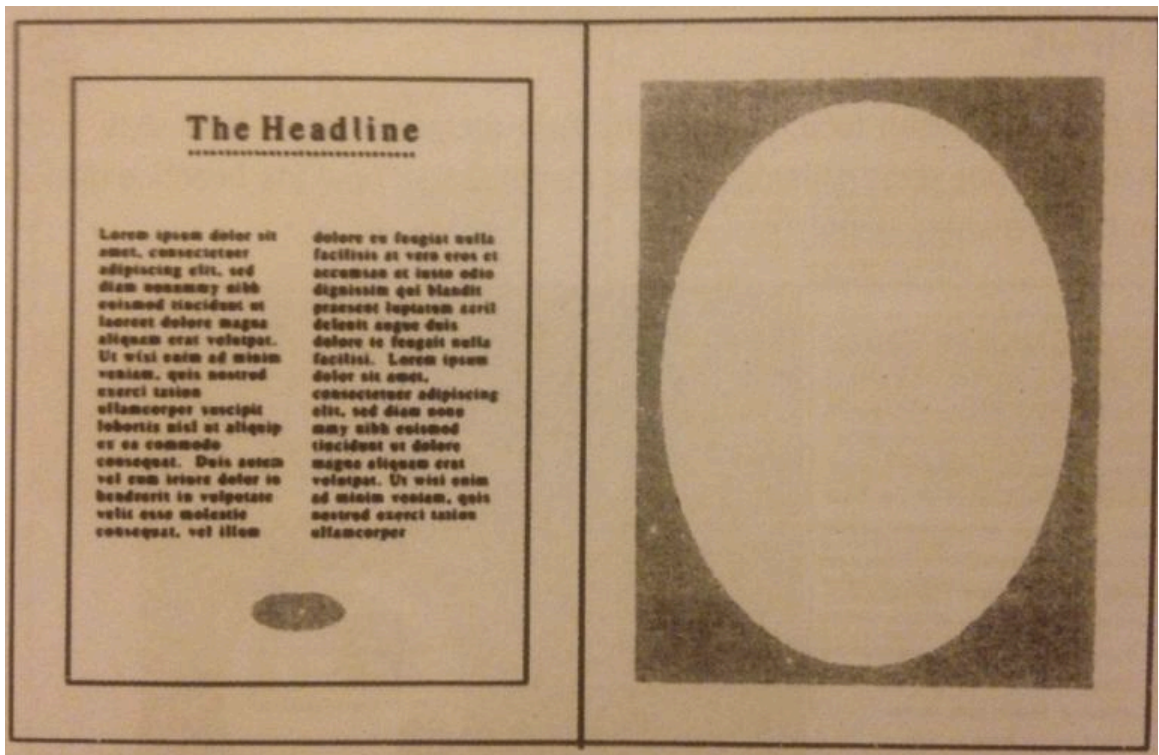 The Headline
Lorem ipsum dolor sit
amet, consectetuer
adipiscing elit, sed
diam nonummy nibh
euismod tincidunt ut
laoreet dolore magna
aliquam erat volutpat.
Ut wisi enim ad minim
veniam, quis nostrud
exerci tation
ullamcorper suscipit
lobortis nisl ut aliquip
ex ea commodo
consequat. Duis autem
vel eum iriure dolor in
hendrerit in vulputate
velit esse molestie
consequat, vel illum
dolore eu feugiat nulla
facilisis at vero eros et
accumsan et iusto odio
dignissim qui blandit
praesent luptatum zzril
delenit augue duis
dolore te feugait nulla
facilisi. Lorem ipsum
dolor sit amet,
consectetuer adipiscing
elit, sed diam nonu
mmy nibh euismod
tincidunt ut dolore
magna aliquam erat
volutpat. Ut wisi enim
ad minim veniam, quis
nostrud exerci tation
ullamcorper